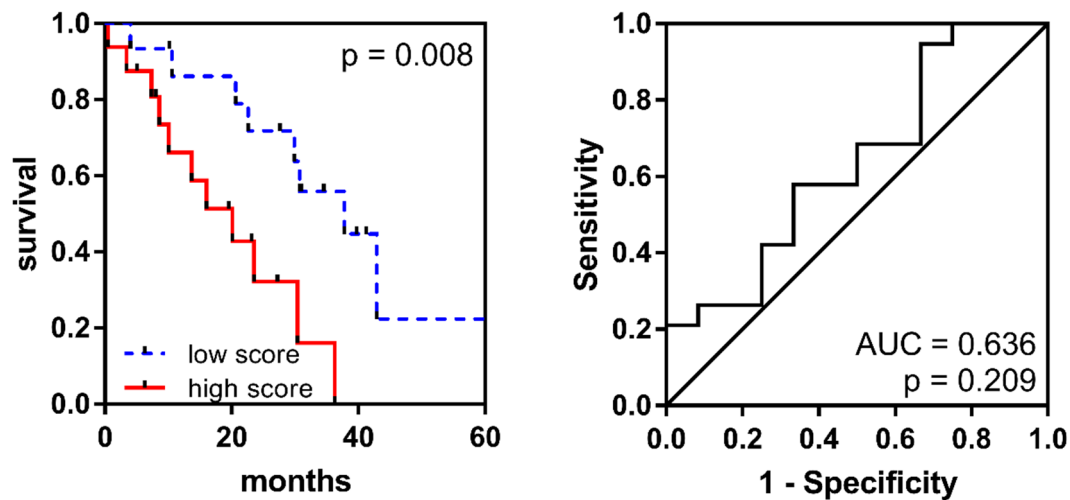 1.0
0.8
0.6
0.4
0.2
0.0
survival
p = 0.008
low score
high score
0
20
40
60
months
1.0
0.8
0.6
0.4
0.2
0.0
Sensitivity
AUC = 0.636
p = 0.209
0.0
0.2
0.4
0.6
0.8
1.0
1 - Specificity